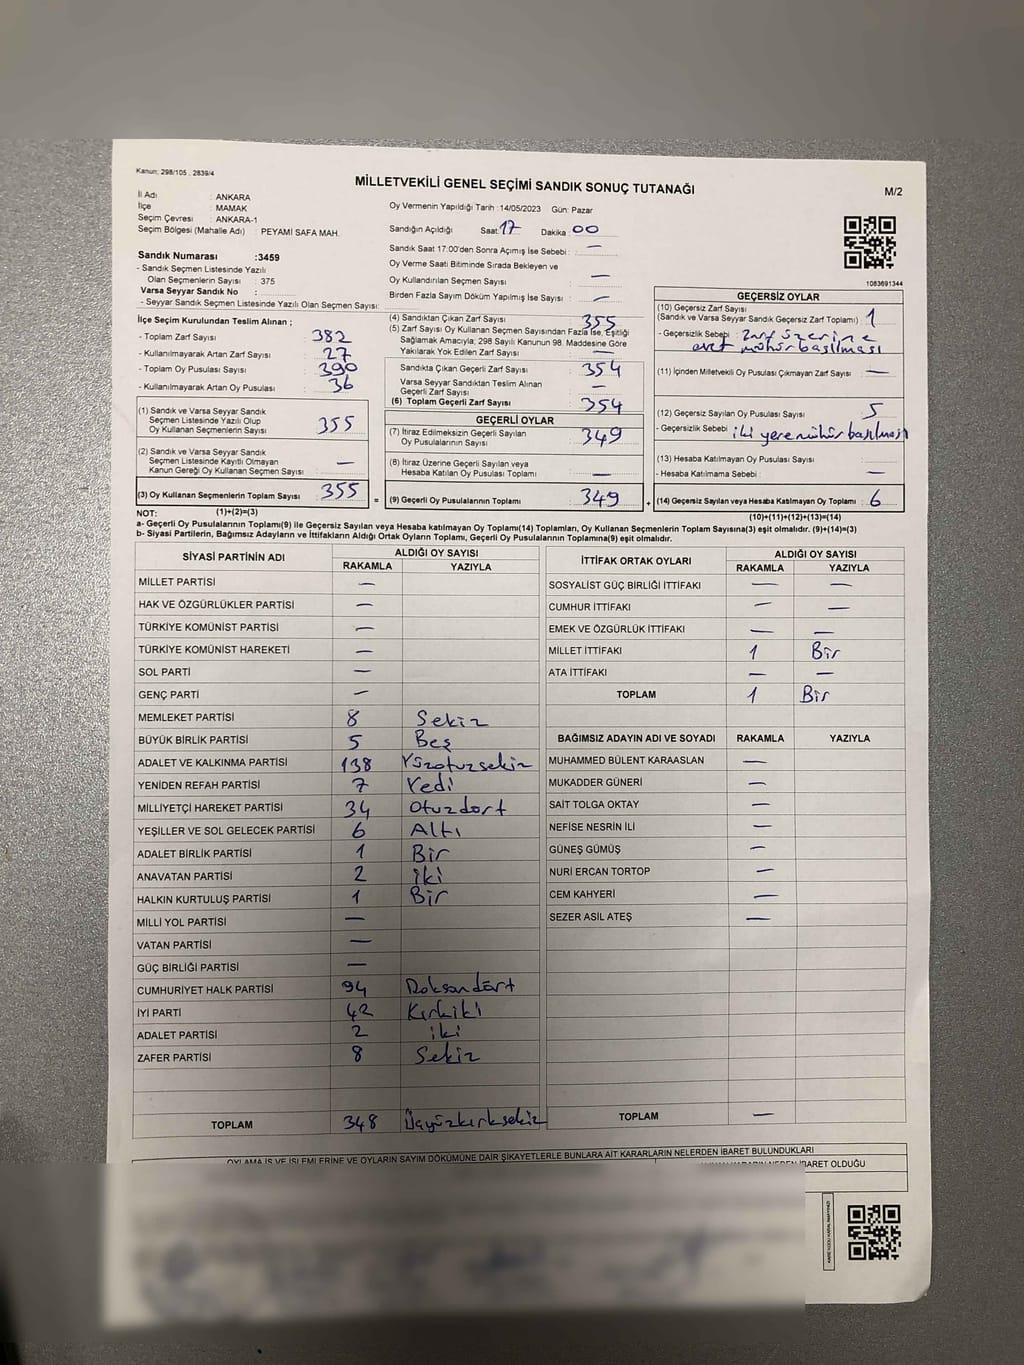 Kanun; 298/105 , 2839/4
MİLLETVEKİLİ GENEL SEÇİMİ SANDIK SONUÇ TUTANAĞI
M/2
İl Adı : ANKARA
İlçe : MAMAK
Seçim Çevresi : ANKARA-1
Seçim Bölgesi (Mahalle Adı) : PEYAMİ SAFA MAH.
Sandık Numarası :3459
- Sandık Seçmen Listesinde Yazılı
Olan Seçmenlerin Sayısı : 375
Varsa Seyyar Sandık No :
- Seyyar Sandık Seçmen Listesinde Yazılı Olan Seçmen Sayısı:
Oy Vermenin Yapıldığı Tarih :14/05/2023 Gün: Pazar
Sandığın Açıldığı Saat: 17 Dakika: 00
Sandık Saat 17:00'den Sonra Açımış İse Sebebi : —
Oy Verme Saati Bitiminde Sırada Bekleyen ve
Oy Kullandırılan Seçmen Sayısı : —
Birden Fazla Sayım Döküm Yapılmış İse Sayısı : —
1083691344
İlçe Seçim Kurulundan Teslim Alınan ;
- Toplam Zarf Sayısı : 382
- Kullanılmayarak Artan Zarf Sayısı : 27
- Toplam Oy Pusulası Sayısı : 390
- Kullanılmayarak Artan Oy Pusulası : 36
(1) Sandık ve Varsa Seyyar Sandık
Seçmen Listesinde Yazılı Olup
Oy Kullanan Seçmenlerin Sayısı : 355
(2) Sandık ve Varsa Seyyar Sandık
Seçmen Listesinde Kayıtlı Olmayan
Kanun Gereği Oy Kullanan Seçmen Sayısı : —
(3) Oy Kullanan Seçmenlerin Toplam Sayısı : 355 =
(4) Sandıktan Çıkan Zarf Sayısı : 355
(5) Zarf Sayısı Oy Kullanan Seçmen Sayısından Fazla İse, Eşitliği
Sağlamak Amacıyla; 298 Sayılı Kanunun 98. Maddesine Göre
Yakılarak Yok Edilen Zarf Sayısı : —
Sandıkta Çıkan Geçerli Zarf Sayısı : 354
Varsa Seyyar Sandıktan Teslim Alınan
Geçerli Zarf Sayısı : —
(6) Toplam Geçerli Zarf Sayısı : 354
GEÇERLİ OYLAR
(7) İtiraz Edilmeksizin Geçerli Sayılan
Oy Pusulalarının Sayısı : 349
(8) İtiraz Üzerine Geçerli Sayılan veya
Hesaba Katılan Oy Pusulası Toplamı : —
(9) Geçerli Oy Pusulalarının Toplamı : 349 +
GEÇERSİZ OYLAR
(10) Geçersiz Zarf Sayısı
(Sandık ve Varsa Seyyar Sandık Geçersiz Zarf Toplamı) : 1
- Geçersizlik Sebebi : Zarf üzerine
evet mühür basılması
(11) İçinden Milletvekili Oy Pusulası Çıkmayan Zarf Sayısı : —
(12) Geçersiz Sayılan Oy Pusulası Sayısı : 5
- Geçersizlik Sebebi : iki yere mühür basılması
(13) Hesaba Katılmayan Oy Pusulası Sayısı :
- Hesaba Katılmama Sebebi : —
(14) Geçersiz Sayılan veya Hesaba Katılmayan Oy Toplamı : 6
NOT: (1)+(2)=(3)
(10)+(11)+(12)+(13)=(14)
a- Geçerli Oy Pusulalarının Toplamı(9) ile Geçersiz Sayılan veya Hesaba katılmayan Oy Toplamı(14) Toplamları, Oy Kullanan Seçmenlerin Toplam Sayısına(3) eşit olmalıdır. (9)+(14)=(3)
b- Siyasi Partilerin, Bağımsız Adayların ve İttifakların Aldığı Ortak Oyların Toplamı, Geçerli Oy Pusulalarının Toplamına(9) eşit olmalıdır.
SİYASİ PARTİNİN ADI ALDIĞI OY SAYISI
RAKAMLA YAZIYLA
MİLLET PARTİSİ —
HAK VE ÖZGÜRLÜKLER PARTİSİ —
TÜRKİYE KOMÜNİST PARTİSİ —
TÜRKİYE KOMÜNİST HAREKETİ —
SOL PARTİ —
GENÇ PARTİ —
MEMLEKET PARTİSİ 8 Sekiz
BÜYÜK BİRLİK PARTİSİ 5 Beş
ADALET VE KALKINMA PARTİSİ 138 Yüzotuzsekiz
YENİDEN REFAH PARTİSİ 7 Yedi
MİLLİYETÇİ HAREKET PARTİSİ 34 Otuzdört
YEŞİLLER VE SOL GELECEK PARTİSİ 6 Altı
ADALET BİRLİK PARTİSİ 1 Bir
ANAVATAN PARTİSİ 2 iki
HALKIN KURTULUŞ PARTİSİ 1 Bir
MİLLİ YOL PARTİSİ —
VATAN PARTİSİ —
GÜÇ BİRLİĞİ PARTİSİ —
CUMHURİYET HALK PARTİSİ 94 Doksandört
İYİ PARTİ 42 Kırkiki
ADALET PARTİSİ 2 iki
ZAFER PARTİSİ 8 Sekiz
TOPLAM 348 Üçyüzkırksekiz
İTTİFAK ORTAK OYLARI ALDIĞI OY SAYISI
RAKAMLA YAZIYLA
SOSYALİST GÜÇ BİRLİĞİ İTTİFAKI — —
CUMHUR İTTİFAKI — —
EMEK VE ÖZGÜRLÜK İTTİFAKI — —
MİLLET İTTİFAKI 1 Bir
ATA İTTİFAKI — —
TOPLAM 1 Bir
BAĞIMSIZ ADAYIN ADI VE SOYADI RAKAMLA YAZIYLA
MUHAMMED BÜLENT KARAASLAN —
MUKADDER GÜNERİ —
SAİT TOLGA OKTAY —
NEFİSE NESRİN İLİ —
GÜNEŞ GÜMÜŞ —
NURİ ERCAN TORTOP —
CEM KAHYERİ —
SEZER ASİL ATEŞ —
TOPLAM —
OYLAMA İŞ VE İŞLEMLERİNE VE OYLARIN SAYIM DÖKÜMÜNE DAİR ŞİKAYETLERLE BUNLARA AİT KARARLARIN NELERDEN İBARET BULUNDUKLARI
İBARET OLDUĞU